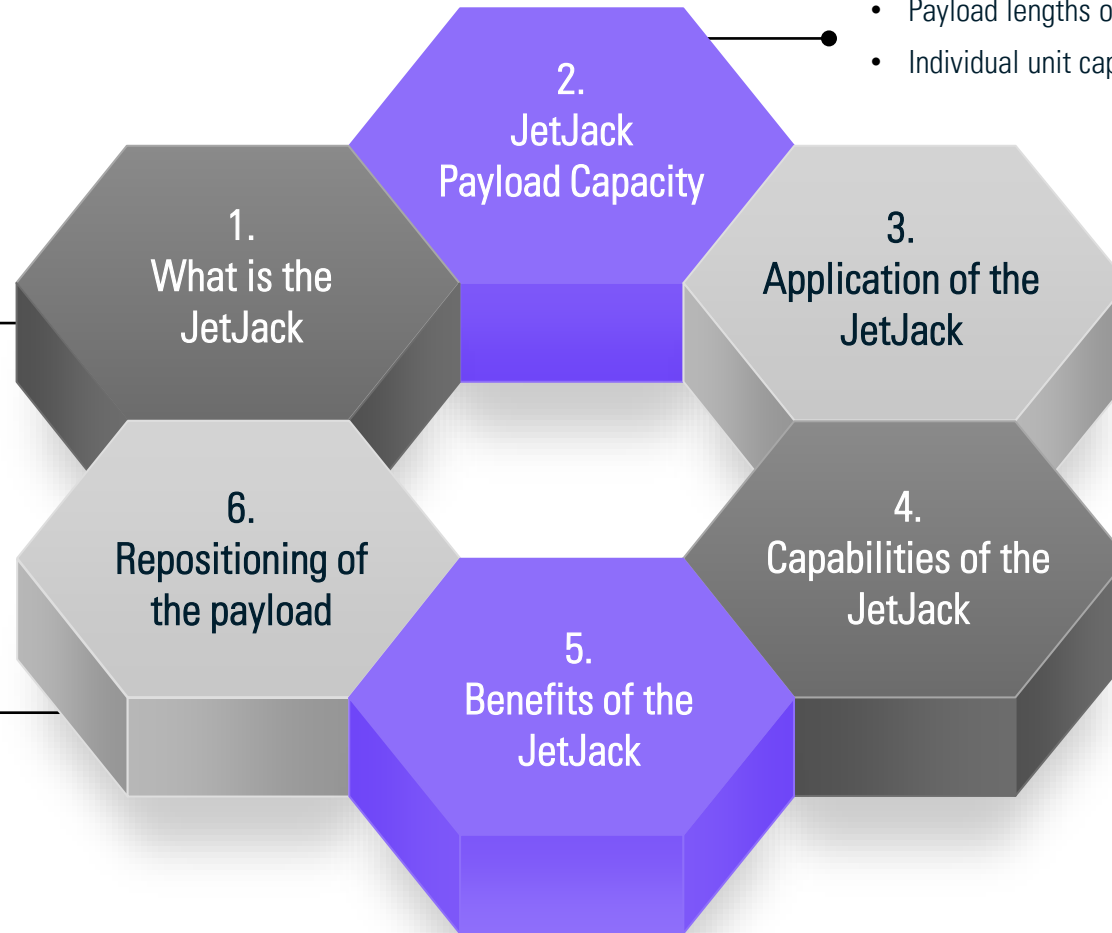 • Payload lengths
• Individual unit
2.
JetJack
Payload Capacity
1.
What is the
JetJack
3.
Application of the
JetJack
4.
Capabilities of the
JetJack
6.
Repositioning of
the payload
5.
Benefits of the
JetJack